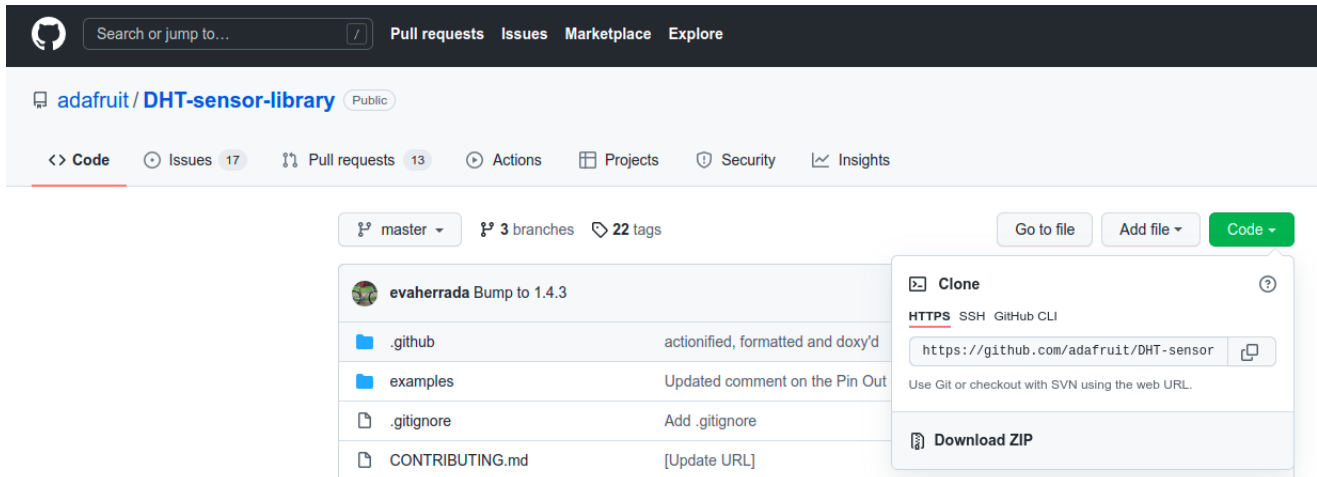 Search or jump to... / Pull requests Issues Marketplace Explore
adafruit / DHT-sensor-library Public
<> Code Issues 17 Pull requests 13 Actions Projects Security Insights
master 3 branches 22 tags Go to file Add file Code
evaherrada Bump to 1.4.3
Clone
HTTPS SSH GitHub CLI
.github actionified, formatted and doxy'd
https://github.com/adafruit/DHT-sensor
examples Updated comment on the Pin Out
Use Git or checkout with SVN using the web URL.
.gitignore Add .gitignore
Download ZIP
CONTRIBUTING.md [Update URL]